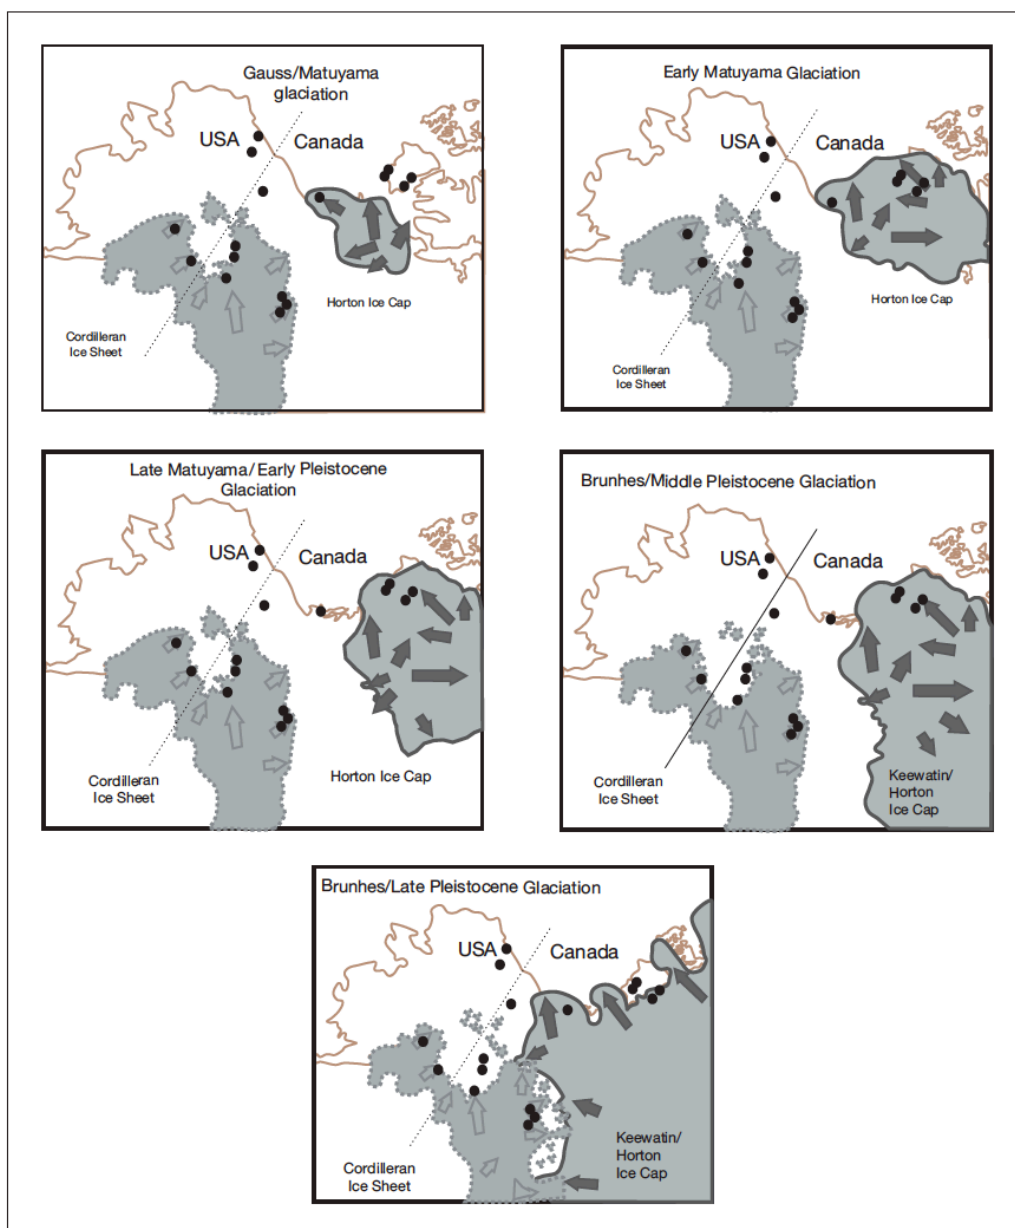 Gauss/Matuyama
glaciation
USA
Canada
Horton Ice Cap
Cordilleran
Ice Sheet
Early Matuyama Glaciation
USA
Canada
Horton Ice Cap
Cordilleran
Ice Sheet
Late Matuyama/Early Pleistocene
Glaciation
USA
Canada
Horton Ice Cap
Cordilleran
Ice Sheet
Brunhes/Middle Pleistocene Glaciation
USA
Canada
Cordilleran
Ice Sheet
Keewatin/
Horton
Ice Cap
Brunhes/Late Pleistocene Glaciation
USA
Canada
Keewatin/
Horton
Ice Cap
Cordilleran
Ice Sheet